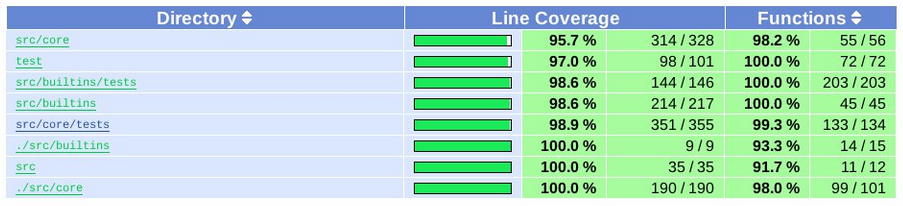 Directory Line Coverage Functions
src/core 95.7 % 314 / 328 98.2 % 55 / 56
test 97.0 % 98 / 101 100.0 % 72 / 72
src/builtins/tests 98.6 % 144 / 146 100.0 % 203 / 203
src/builtins 98.6 % 214 / 217 100.0 % 45 / 45
src/core/tests 98.9 % 351 / 355 99.3 % 133 / 134
./src/builtins 100.0 % 9 / 9 93.3 % 14 / 15
src 100.0 % 35 / 35 91.7 % 11 / 12
./src/core 100.0 % 190 / 190 98.0 % 99 / 101